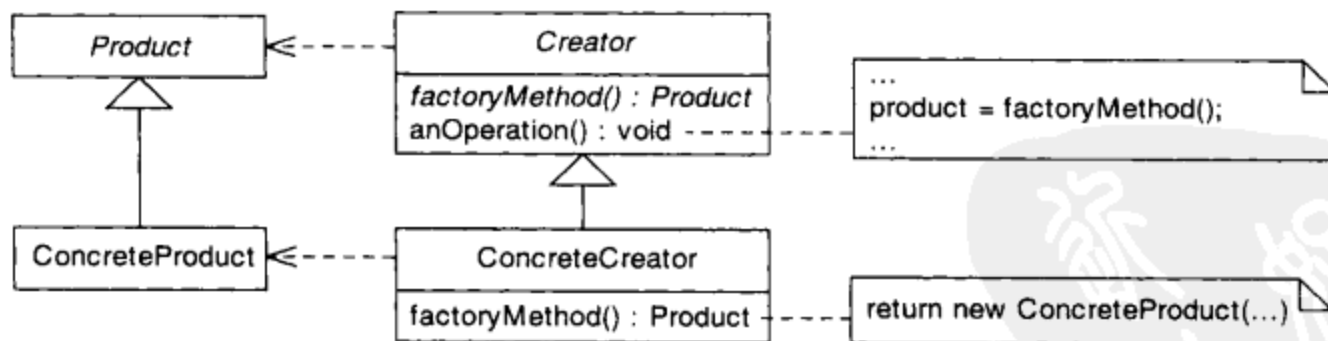 Product
Creator
factoryMethod() : Product
anOperation() : void
...
product = factoryMethod();
...
ConcreteProduct
ConcreteCreator
factoryMethod() : Product
return new ConcreteProduct(...)